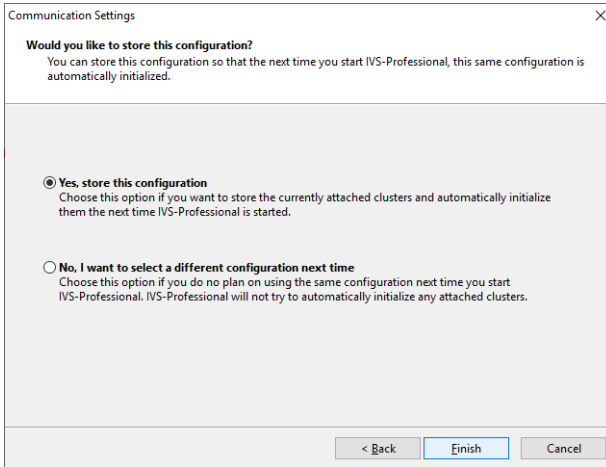 Communication Settings
Would you like to store this configuration?
You can store this configuration so that the next time you start IVS-Professional, this same configuration is
automatically initialized.
Yes, store this configuration
Choose this option if you want to store the currently attached clusters and automatically initialize
them the next time IVS-Professional is started.
No, I want to select a different configuration next time
Choose this option if you do no plan on using the same configuration next time you start
IVS-Professional. IVS-Professional will not try to automatically initialize any attached clusters.
< Back
Finish
Cancel